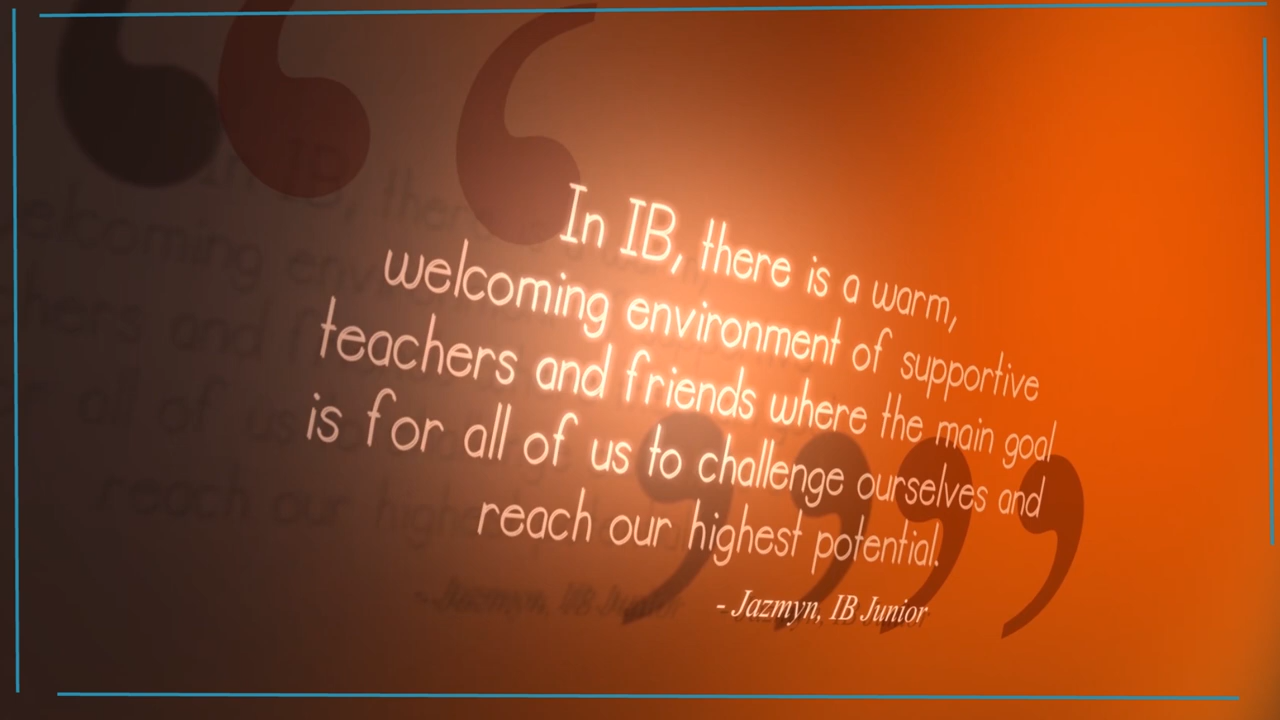 In IB, there is a warm,
welcoming environment of supportive
teachers and friends where the main goal
is for all of us to challenge ourselves and
reach our highest potential.
- Jazmyn, IB Junior